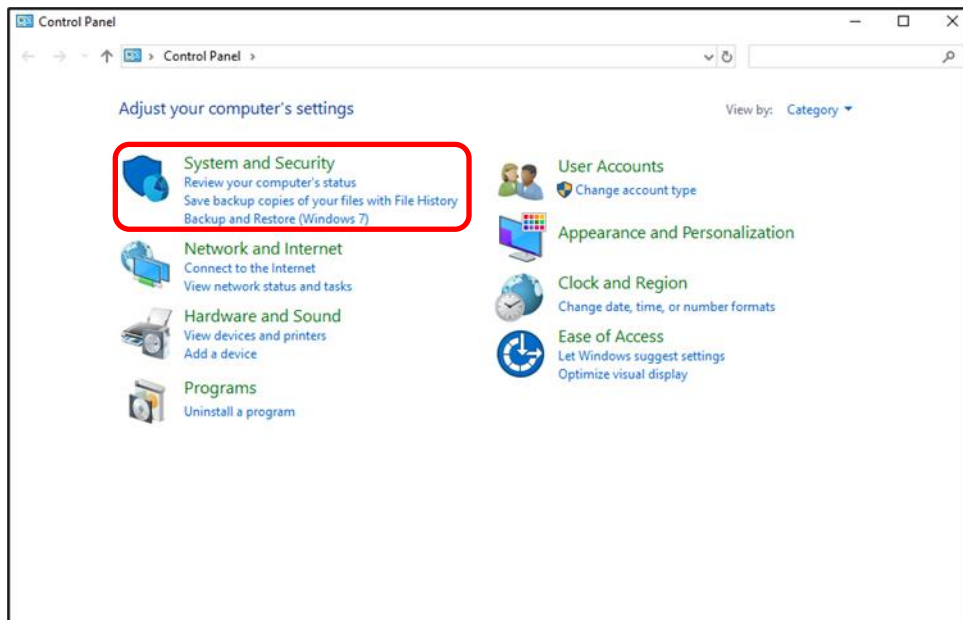 Control Panel
Control Panel
Adjust your computer's settings
View by: Category
System and Security
Review your computer's status
Save backup copies of your files with File History
Backup and Restore (Windows 7)
Network and Internet
Connect to the Internet
View network status and tasks
Hardware and Sound
View devices and printers
Add a device
Programs
Uninstall a program
User Accounts
Change account type
Appearance and Personalization
Clock and Region
Change date, time, or number formats
Ease of Access
Let Windows suggest settings
Optimize visual display